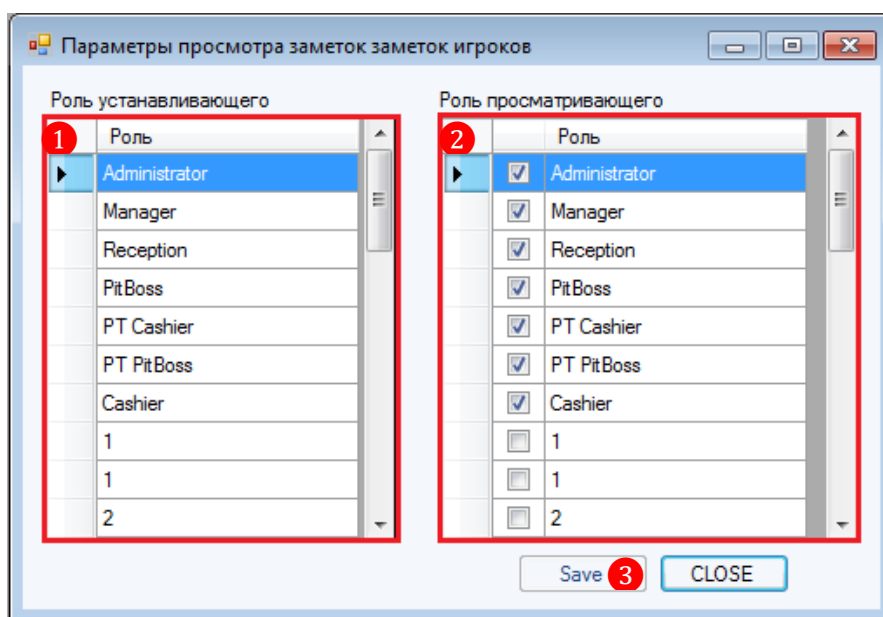 Параметры просмотра заметок заметок игроков
Роль устанавливающего
1 Роль
Administrator
Manager
Reception
PitBoss
PT Cashier
PT PitBoss
Cashier
1
1
2
Роль просматривающего
2 Роль
Administrator
Manager
Reception
PitBoss
PT Cashier
PT PitBoss
Cashier
1
1
2
Save 3 CLOSE